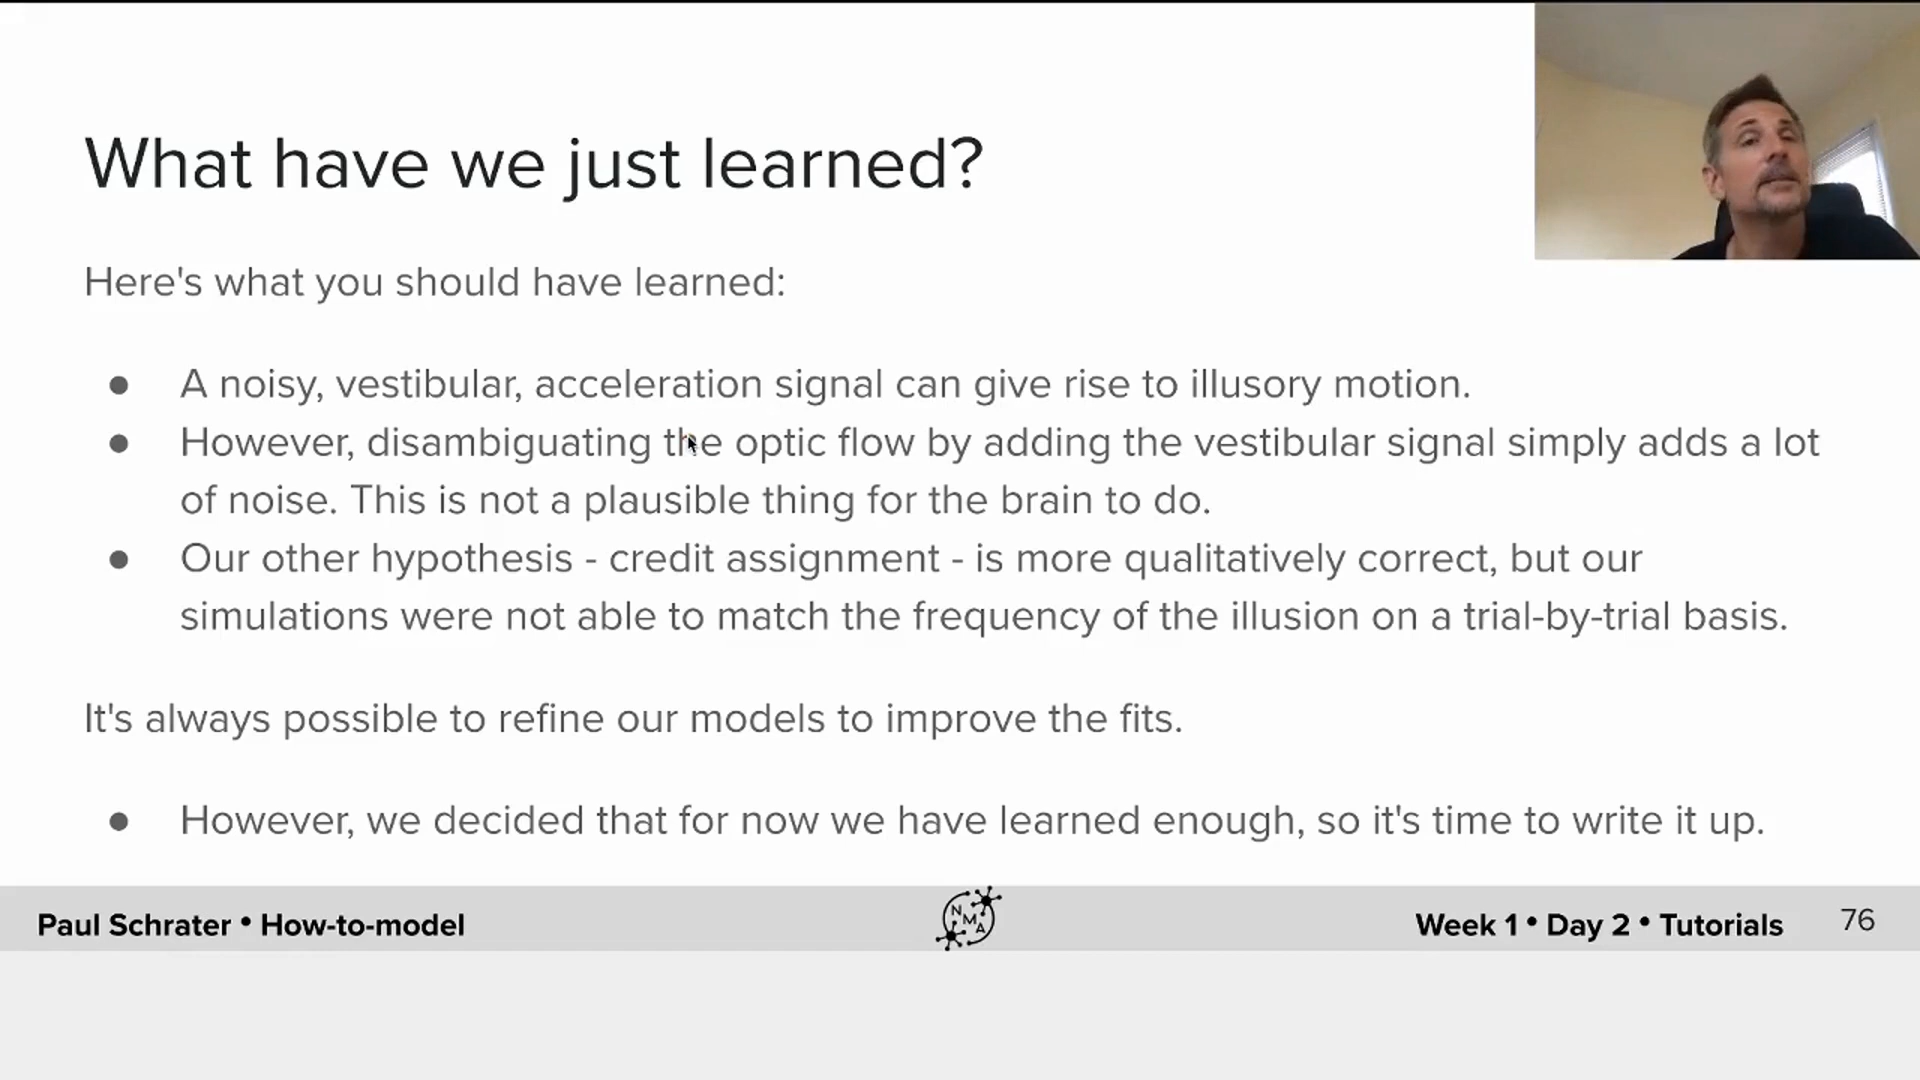 What have we just learned?
Here's what you should have learned:
● A noisy, vestibular, acceleration signal can give rise to illusory motion.
● However, disambiguating the optic flow by adding the vestibular signal simply adds a lot
of noise. This is not a plausible thing for the brain to do.
● Our other hypothesis - credit assignment - is more qualitatively correct, but our
simulations were not able to match the frequency of the illusion on a trial-by-trial basis.
It's always possible to refine our models to improve the fits.
● However, we decided that for now we have learned enough, so it's time to write it up.
Paul Schrater • How-to-model
NMA
Week 1 • Day 2 • Tutorials 76